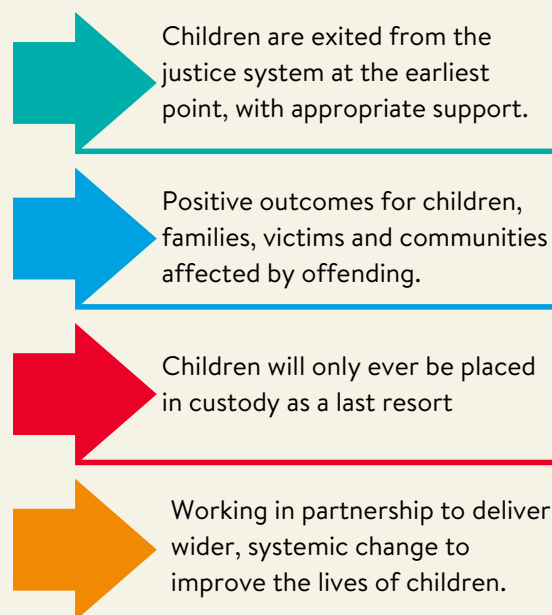 Children are exited from the
justice system at the earliest
point, with appropriate support.
Positive outcomes for children,
families, victims and communities
affected by offending.
Children will only ever be placed
in custody as a last resort
Working in partnership to deliver
wider, systemic change to
improve the lives of children.